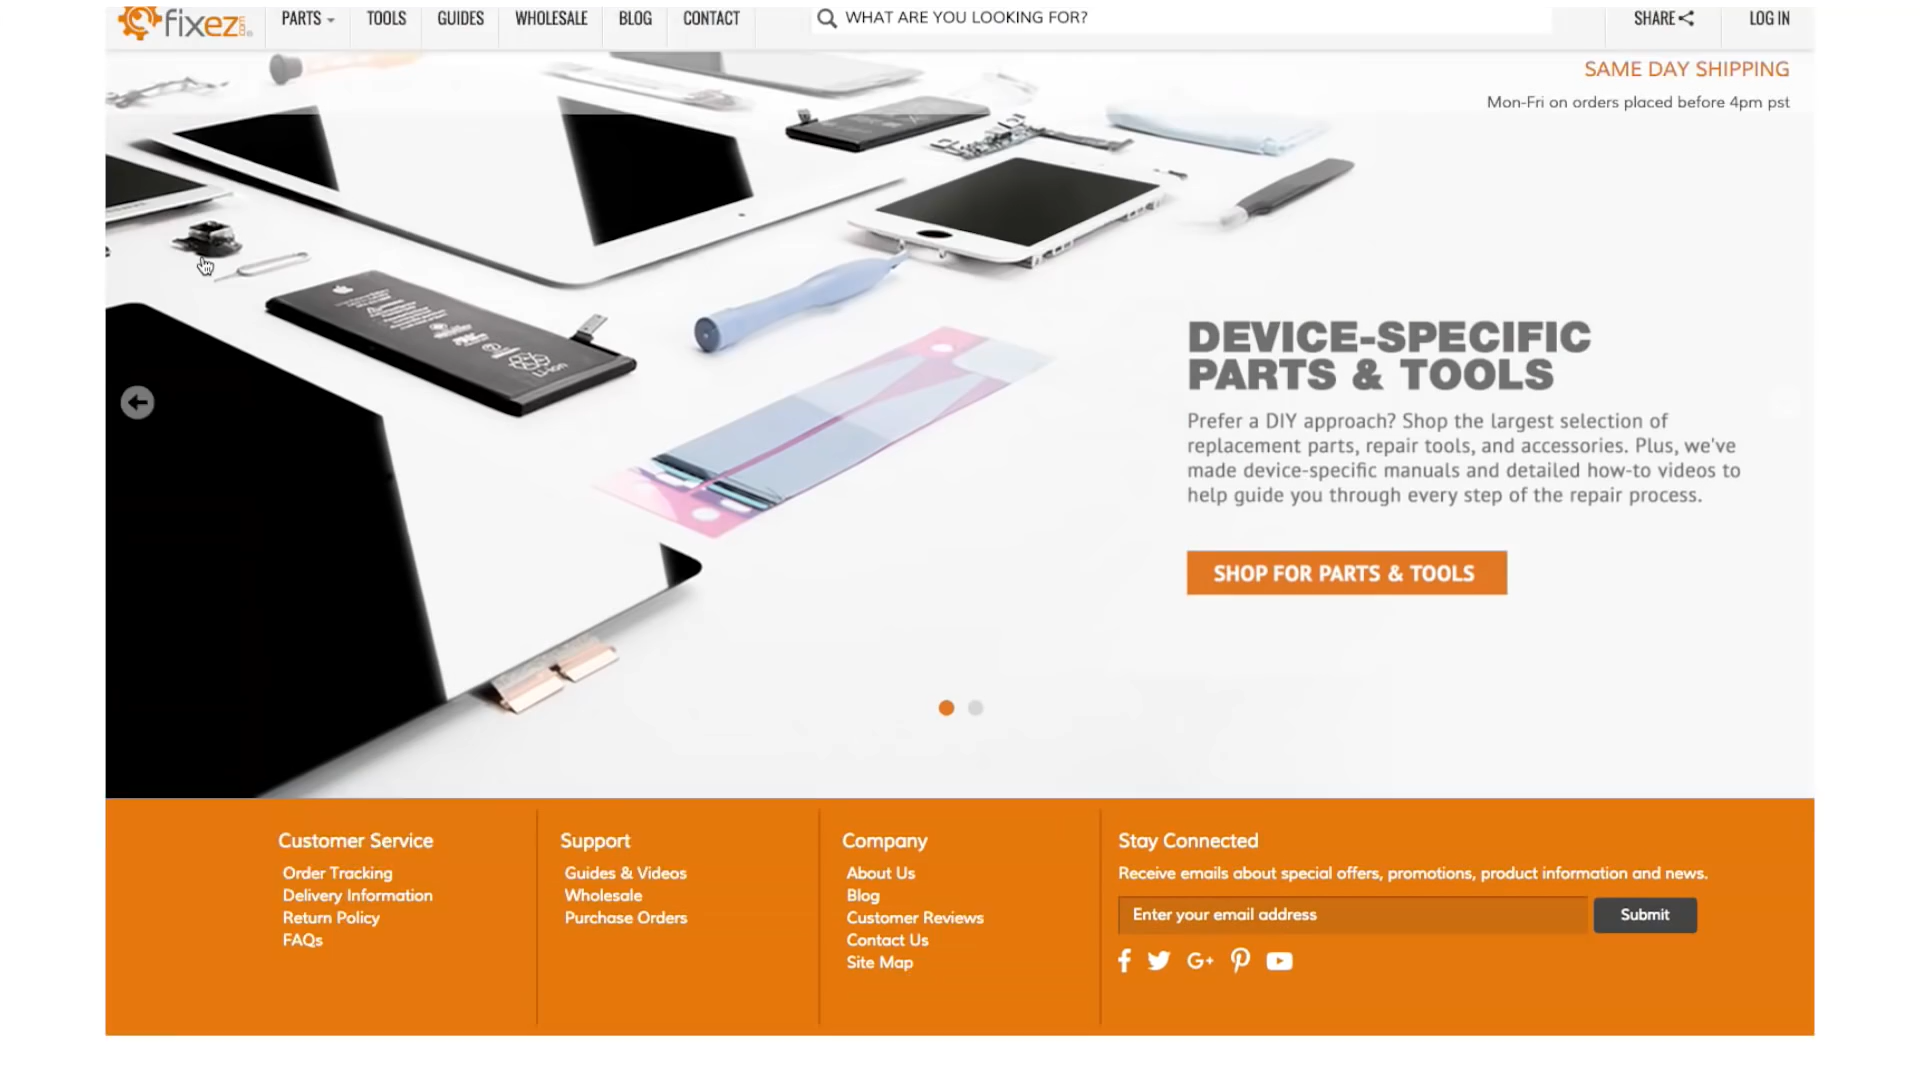 fixez.com
PARTS
TOOLS
GUIDES
WHOLESALE
BLOG
CONTACT
WHAT ARE YOU LOOKING FOR?
SHARE
LOG IN
SAME DAY SHIPPING
Mon-Fri on orders placed before 4pm pst
DEVICE-SPECIFIC
PARTS & TOOLS
Prefer a DIY approach? Shop the largest selection of
replacement parts, repair tools, and accessories. Plus, we've
made device-specific manuals and detailed how-to videos to
help guide you through every step of the repair process.
SHOP FOR PARTS & TOOLS
Li-ion
Customer Service
Order Tracking
Delivery Information
Return Policy
FAQs
Support
Guides & Videos
Wholesale
Purchase Orders
Company
About Us
Blog
Customer Reviews
Contact Us
Site Map
Stay Connected
Receive emails about special offers, promotions, product information and news.
Enter your email address
Submit